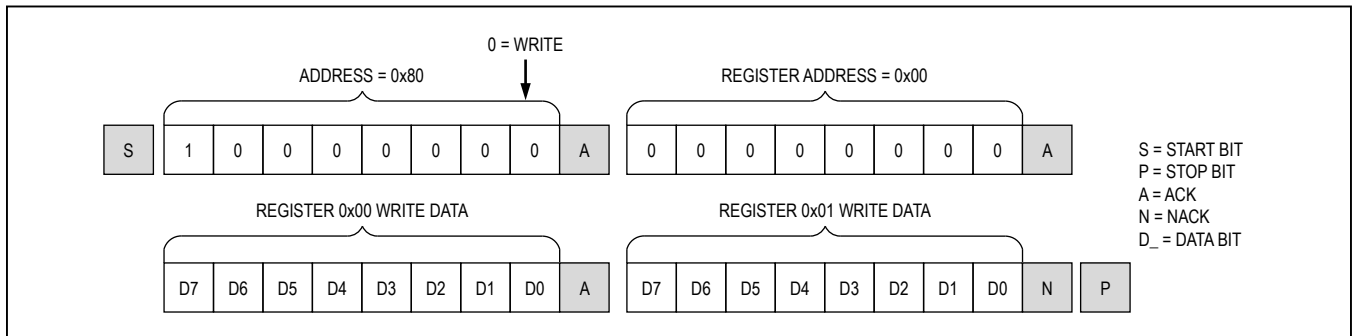 0 = WRITE
ADDRESS = 0x80 REGISTER ADDRESS = 0x00
S 1 0 0 0 0 0 0 0 A 0 0 0 0 0 0 0 0 A
REGISTER 0x00 WRITE DATA REGISTER 0x01 WRITE DATA
D7 D6 D5 D4 D3 D2 D1 D0 A D7 D6 D5 D4 D3 D2 D1 D0 N P
S = START BIT
P = STOP BIT
A = ACK
N = NACK
D_ = DATA BIT